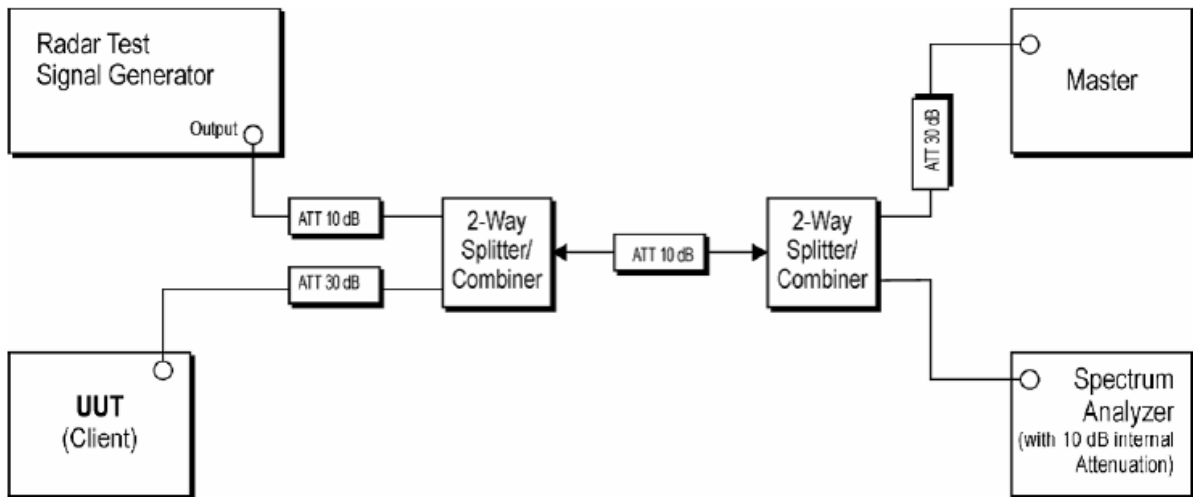 Radar Test
Signal Generator
Output
Master
ATT 30 dB
ATT 10 dB
2-Way
Splitter/
Combiner
ATT 10 dB
2-Way
Splitter/
Combiner
ATT 30 dB
UUT
(Client)
Spectrum
Analyzer
(with 10 dB internal
Attenuation)